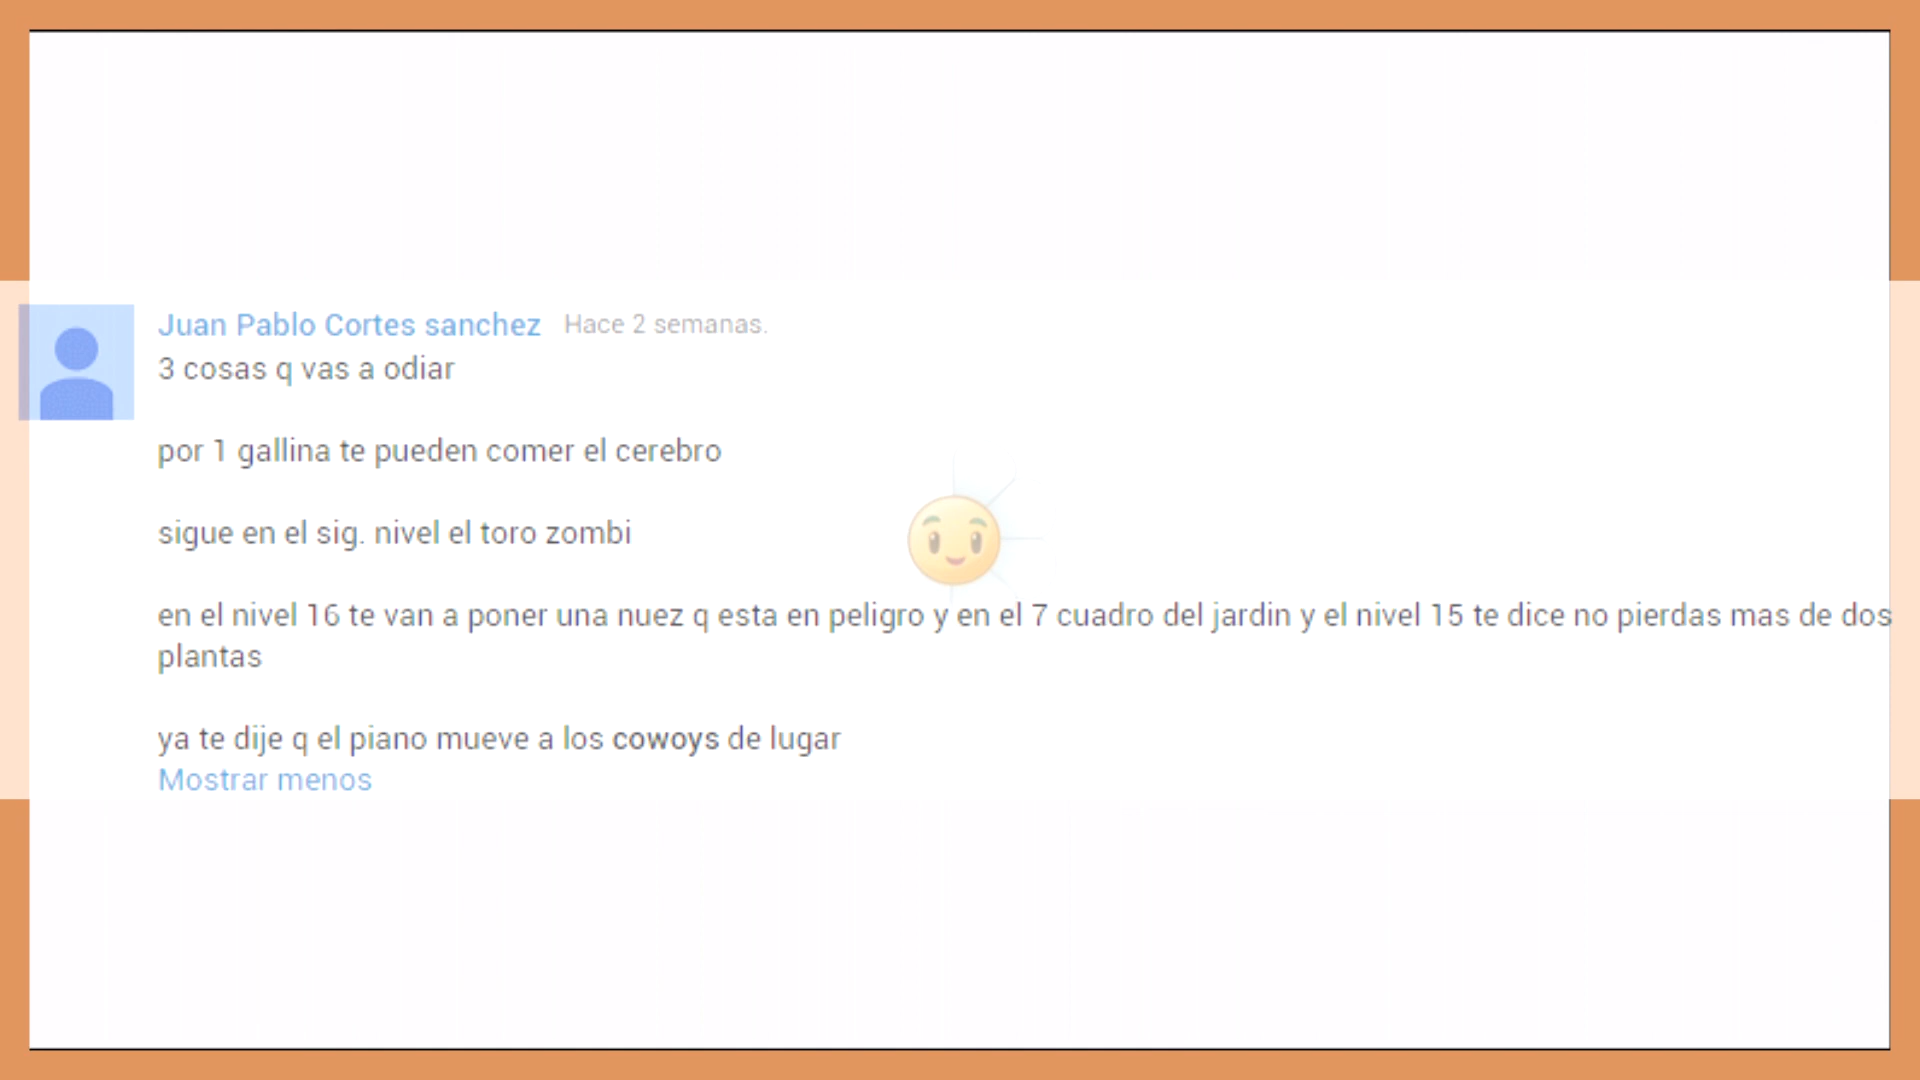 Juan Pablo Cortes sanchez Hace 2 semanas.
3 cosas q vas a odiar
por 1 gallina te pueden comer el cerebro
sigue en el sig. nivel el toro zombi
en el nivel 16 te van a poner una nuez q esta en peligro y en el 7 cuadro del jardin y el nivel 15 te dice no pierdas mas de dos
plantas
ya te dije q el piano mueve a los cowoys de lugar
Mostrar menos